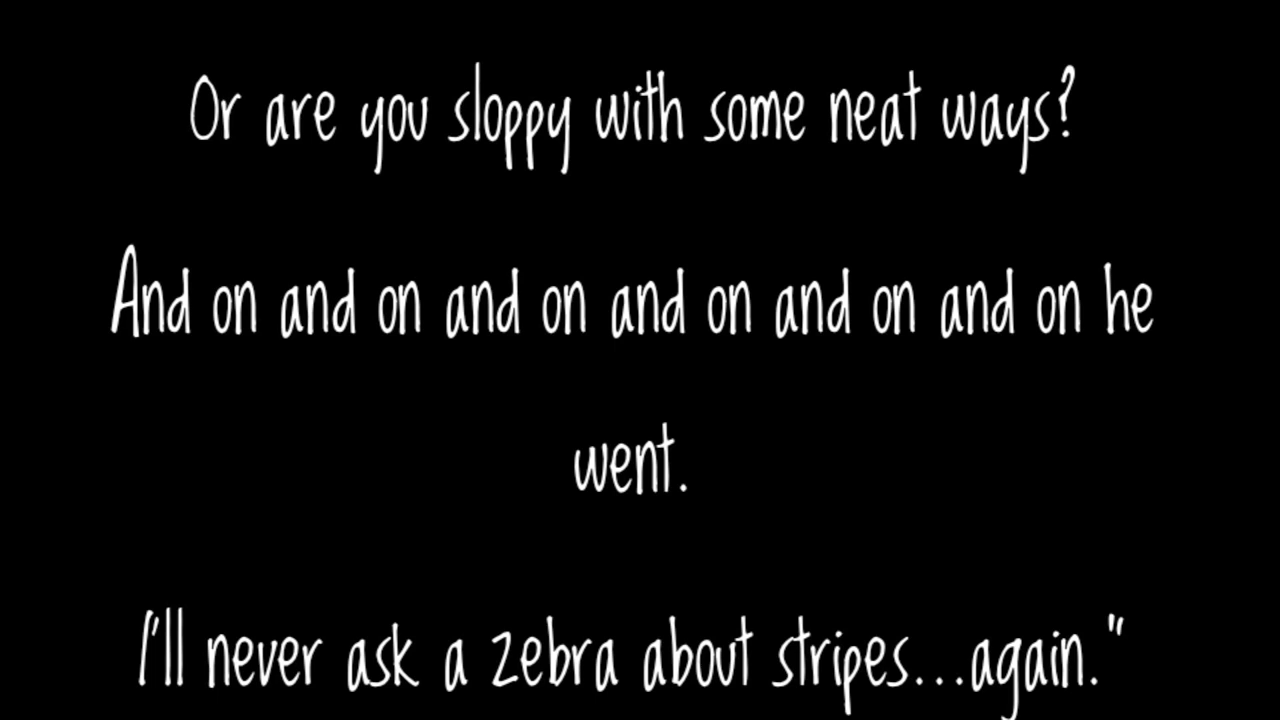 Or are you sloppy with some neat ways?
And on and on and on and on and on and on he
went.
I'll never ask a zebra about stripes...again."